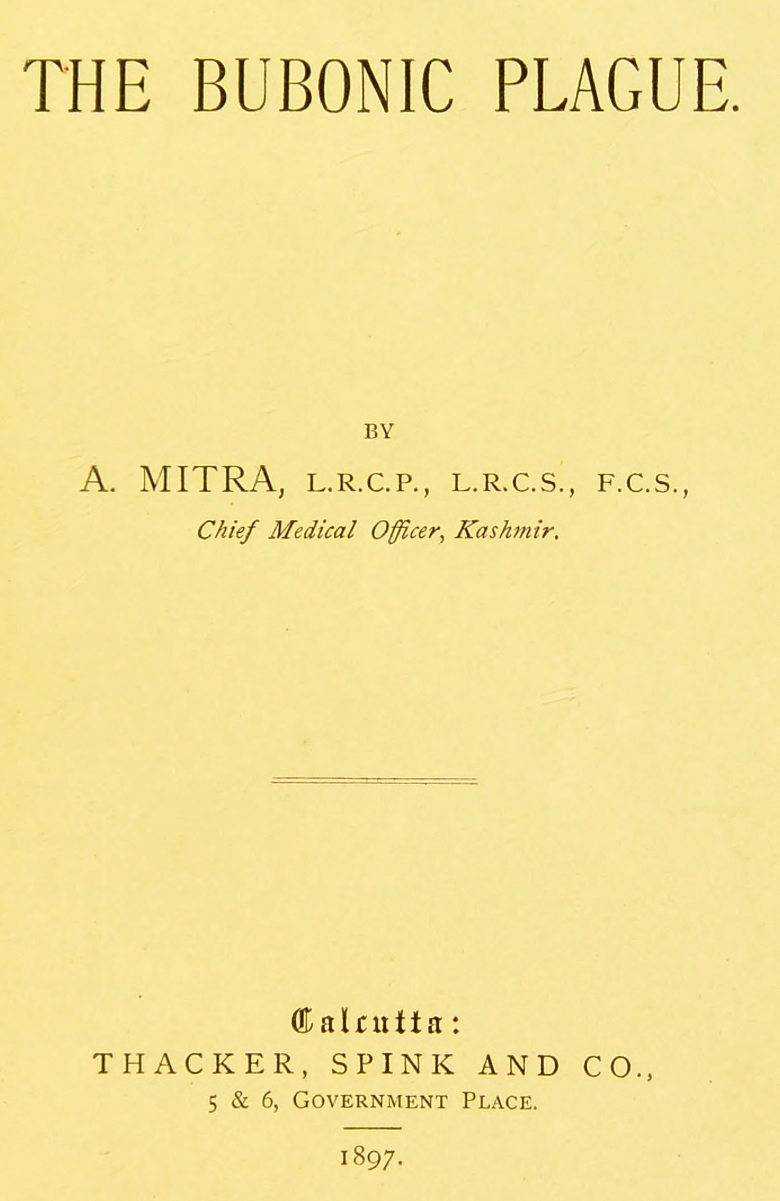 THE BUBONIC PLAGUE.
BY
A. MITRA, L.R.C.P., L.R.C.S., F.C.S.,
Chief Medical Officer, Kashmir.
Calcutta:
THACKER, SPINK AND CO.,
5 & 6, GOVERNMENT PLACE.
1897.